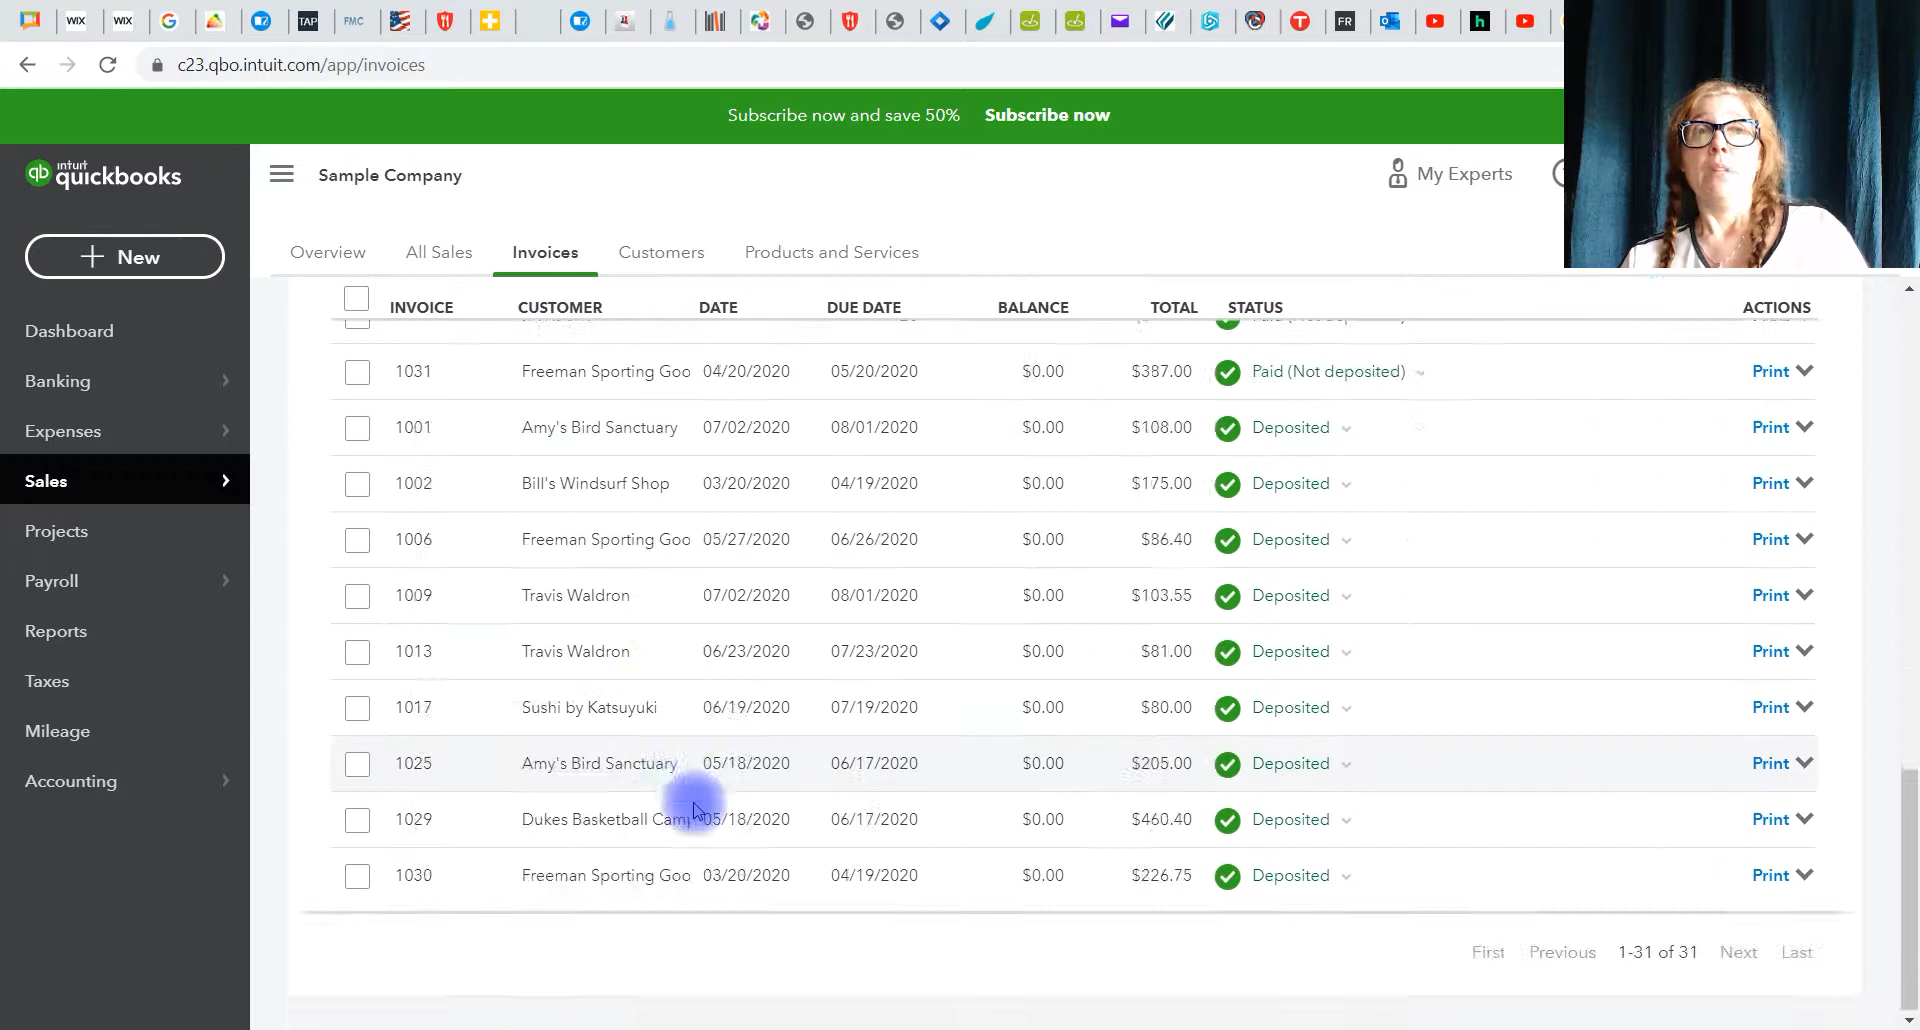 WIX
WIX
TAP
FMC
FR
h
c23.qbo.intuit.com/app/invoices
Subscribe now and save 50% Subscribe now
qb intuit quickbooks
Sample Company
My Experts
New
Overview All Sales Invoices Customers Products and Services
Dashboard
Banking
Expenses
Sales
Projects
Payroll
Reports
Taxes
Mileage
Accounting
INVOICE CUSTOMER DATE DUE DATE BALANCE TOTAL STATUS ACTIONS
1031 Freeman Sporting Goo 04/20/2020 05/20/2020 $0.00 $387.00 Paid (Not deposited) Print
1001 Amy's Bird Sanctuary 07/02/2020 08/01/2020 $0.00 $108.00 Deposited Print
1002 Bill's Windsurf Shop 03/20/2020 04/19/2020 $0.00 $175.00 Deposited Print
1006 Freeman Sporting Goo 05/27/2020 06/26/2020 $0.00 $86.40 Deposited Print
1009 Travis Waldron 07/02/2020 08/01/2020 $0.00 $103.55 Deposited Print
1013 Travis Waldron 06/23/2020 07/23/2020 $0.00 $81.00 Deposited Print
1017 Sushi by Katsuyuki 06/19/2020 07/19/2020 $0.00 $80.00 Deposited Print
1025 Amy's Bird Sanctuary 05/18/2020 06/17/2020 $0.00 $205.00 Deposited Print
1029 Dukes Basketball Cam 05/18/2020 06/17/2020 $0.00 $460.40 Deposited Print
1030 Freeman Sporting Goo 03/20/2020 04/19/2020 $0.00 $226.75 Deposited Print
First Previous 1-31 of 31 Next Last